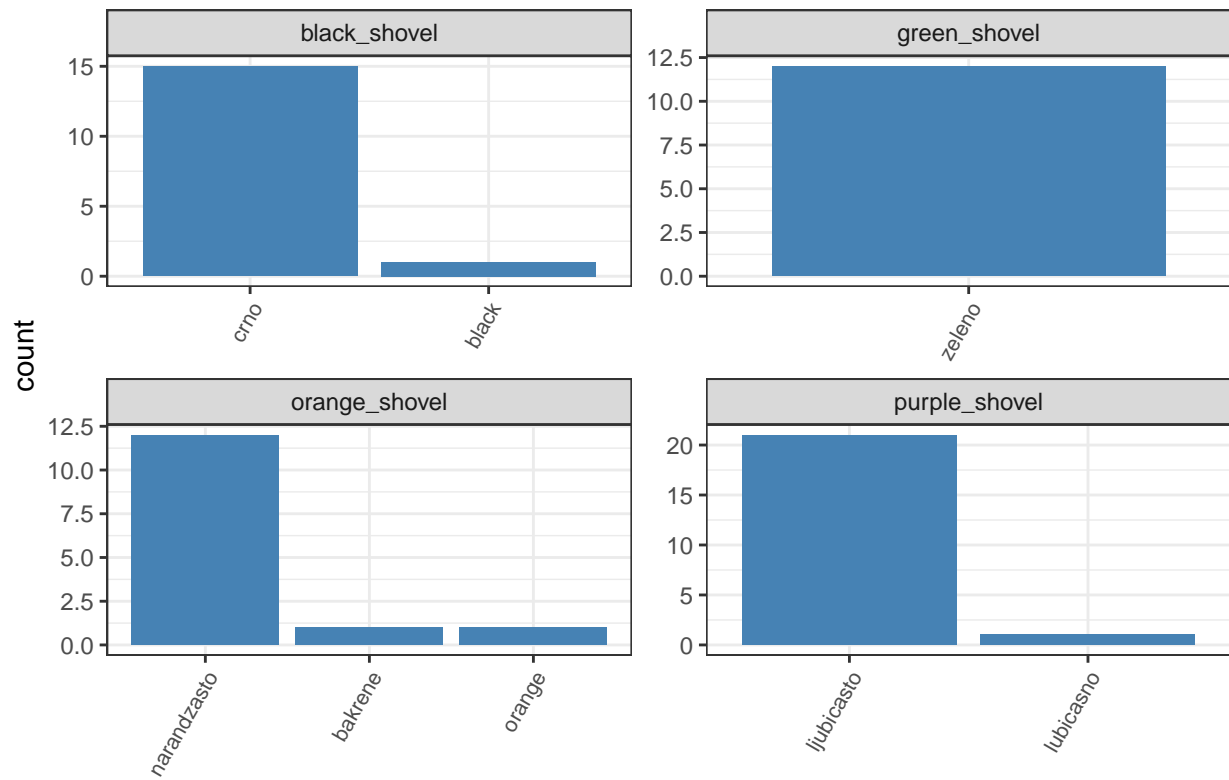 black_shovel
15
10
5
0
crno
black
green_shovel
12.5
10.0
7.5
5.0
2.5
0.0
zeleno
count
orange_shovel
12.5
10.0
7.5
5.0
2.5
0.0
narandzasto
bakrene
orange
purple_shovel
20
15
10
5
0
ljubicasto
lubicasno